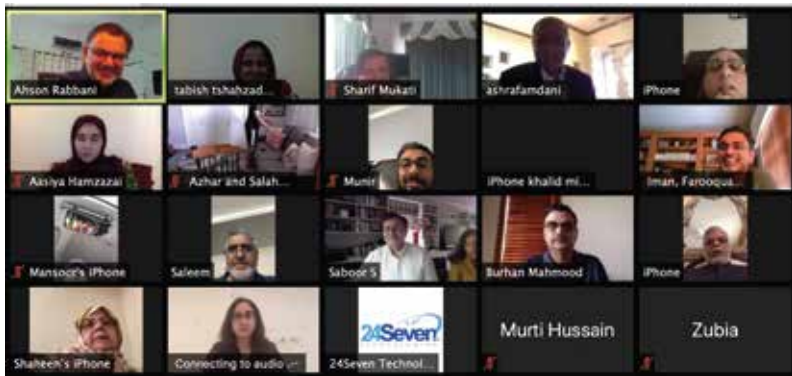 Ahson Rabbani
tabish tshahzad...
Sharif Mukati
ashrafamdani
iPhone
Aasiya Hamzazai
Azhar and Salah...
Munir
iPhone khalid mi...
Iman, Farooqua...
Mansoor's iPhone
Saleem
Saboor S
Burhan Mahmood
iPhone
Shaheen's iPhone
Connecting to audio ...
24Seven
24Seven Technol...
Murti Hussain
Zubia